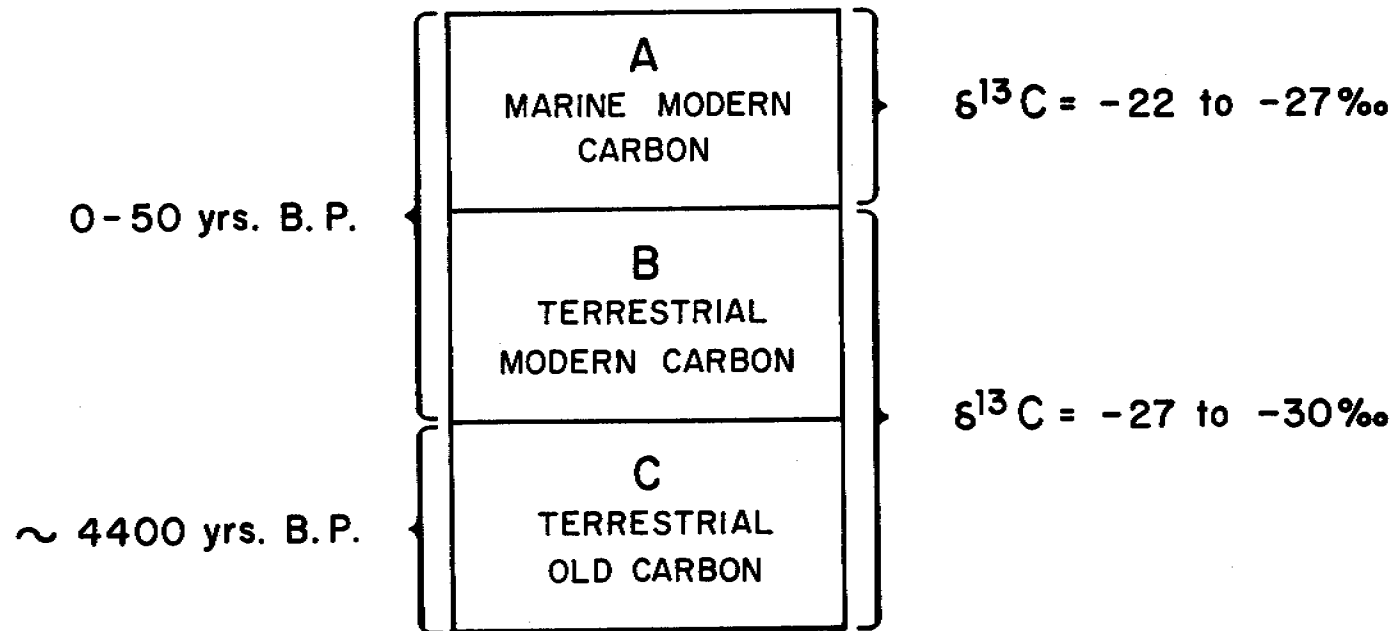 A
MARINE MODERN
CARBON
δ¹³C = -22 to -27‰
0-50 yrs. B.P.
B
TERRESTRIAL
MODERN CARBON
δ¹³C = -27 to -30‰
C
TERRESTRIAL
OLD CARBON
~ 4400 yrs. B.P.